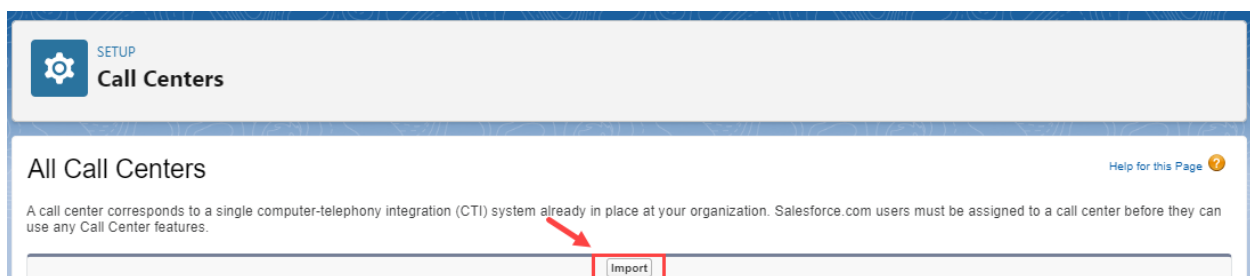 SETUP
Call Centers
All Call Centers
Help for this Page
A call center corresponds to a single computer-telephony integration (CTI) system already in place at your organization. Salesforce.com users must be assigned to a call center before they can
use any Call Center features.
Import